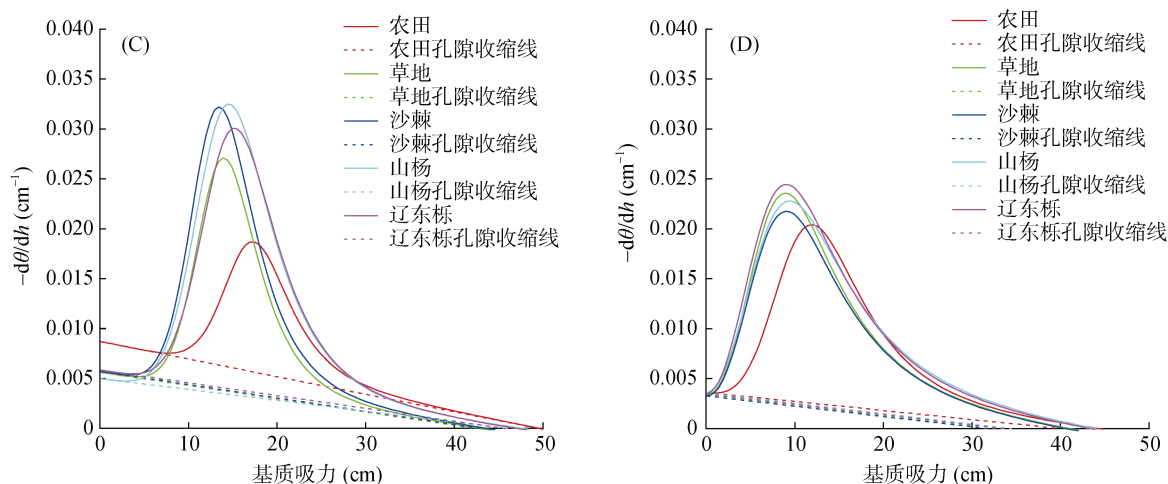 (C)
−dθ/dh (cm⁻¹)
0.040
0.035
0.030
0.025
0.020
0.015
0.010
0.005
0
0 10 20 30 40 50
基质吸力 (cm)
农田
农田孔隙收缩线
草地
草地孔隙收缩线
沙棘
沙棘孔隙收缩线
山杨
山杨孔隙收缩线
辽东栎
辽东栎孔隙收缩线
(D)
−dθ/dh (cm⁻¹)
0.040
0.035
0.030
0.025
0.020
0.015
0.010
0.005
0
0 10 20 30 40 50
基质吸力 (cm)
农田
农田孔隙收缩线
草地
草地孔隙收缩线
沙棘
沙棘孔隙收缩线
山杨
山杨孔隙收缩线
辽东栎
辽东栎孔隙收缩线